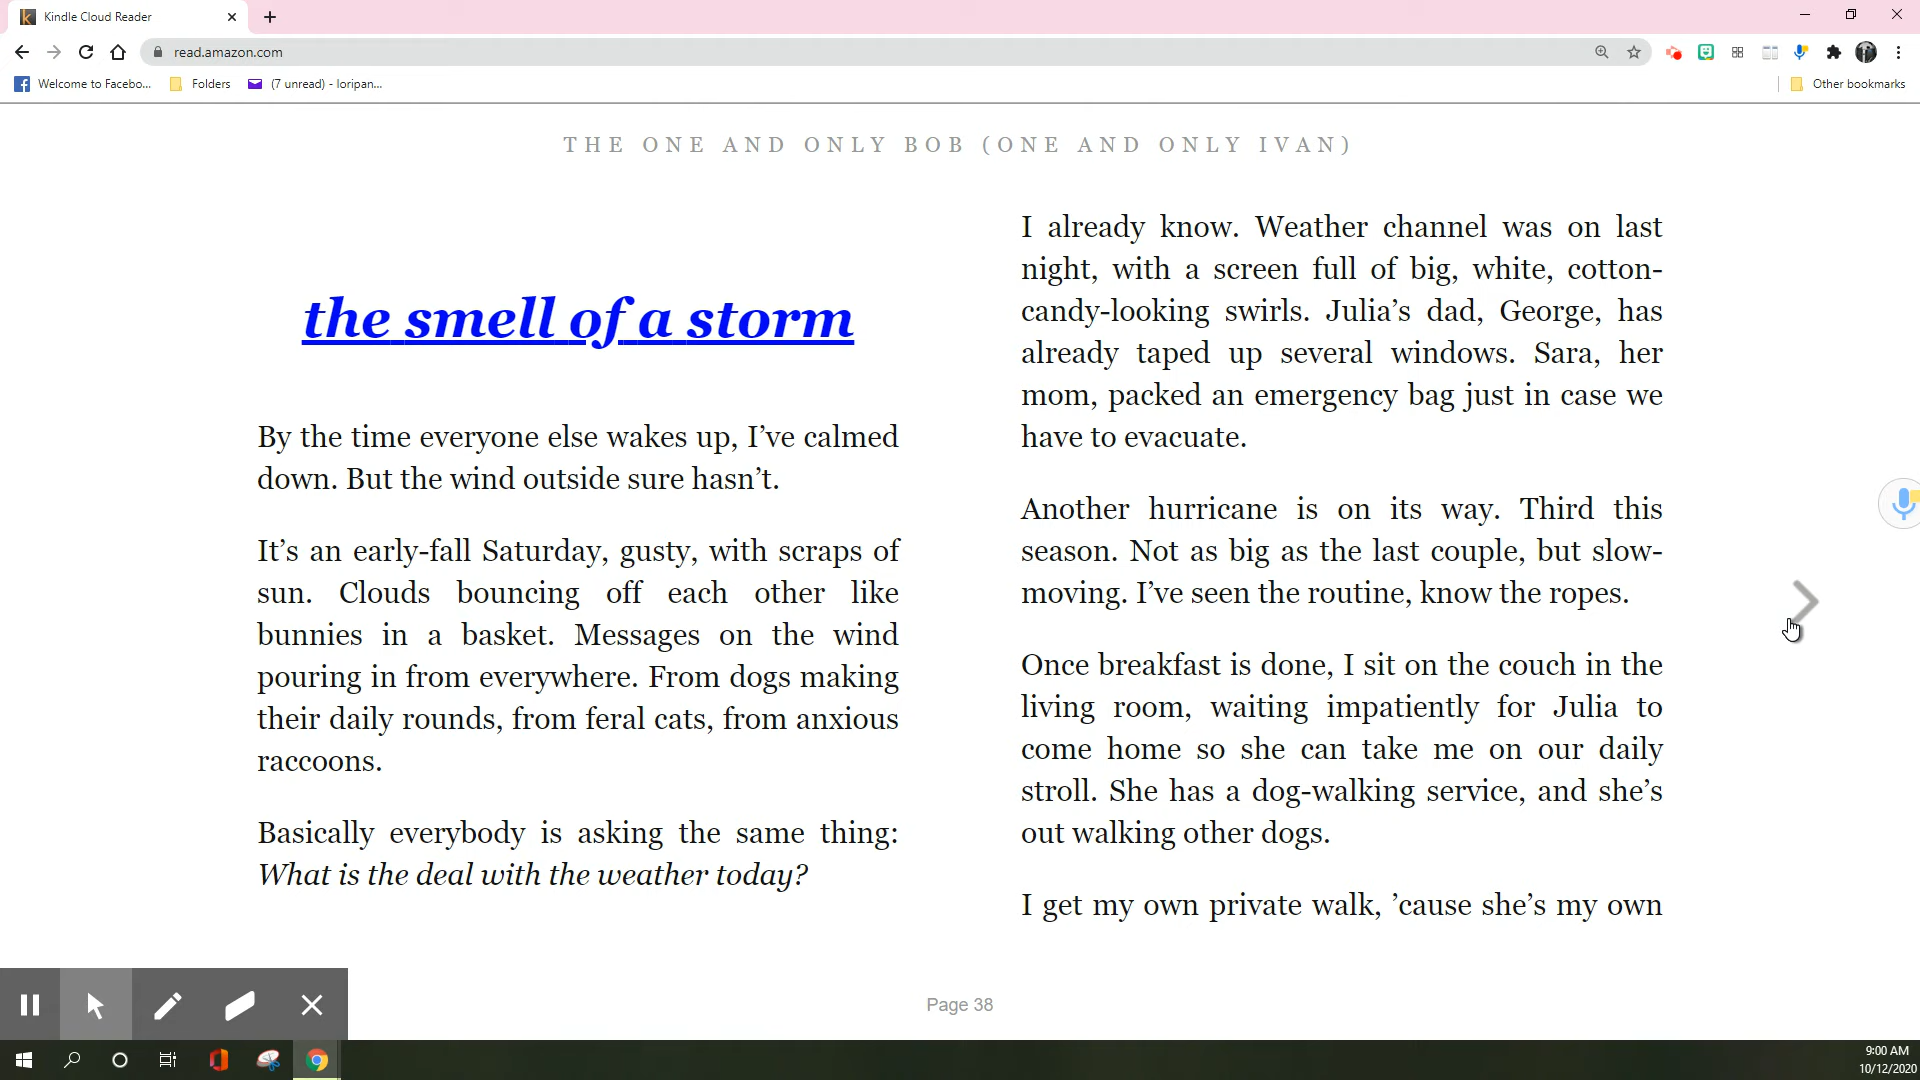 Kindle Cloud Reader
read.amazon.com
Welcome to Facebo...
Folders
(7 unread) - loripan...
Other bookmarks
THE ONE AND ONLY BOB (ONE AND ONLY IVAN)
the smell of a storm
By the time everyone else wakes up, I’ve calmed
down. But the wind outside sure hasn’t.
It’s an early-fall Saturday, gusty, with scraps of
sun. Clouds bouncing off each other like
bunnies in a basket. Messages on the wind
pouring in from everywhere. From dogs making
their daily rounds, from feral cats, from anxious
raccoons.
Basically everybody is asking the same thing:
What is the deal with the weather today?
I already know. Weather channel was on last
night, with a screen full of big, white, cotton-
candy-looking swirls. Julia’s dad, George, has
already taped up several windows. Sara, her
mom, packed an emergency bag just in case we
have to evacuate.
Another hurricane is on its way. Third this
season. Not as big as the last couple, but slow-
moving. I’ve seen the routine, know the ropes.
Once breakfast is done, I sit on the couch in the
living room, waiting impatiently for Julia to
come home so she can take me on our daily
stroll. She has a dog-walking service, and she’s
out walking other dogs.
I get my own private walk, ’cause she’s my own
Page 38
9:00 AM
10/12/2020